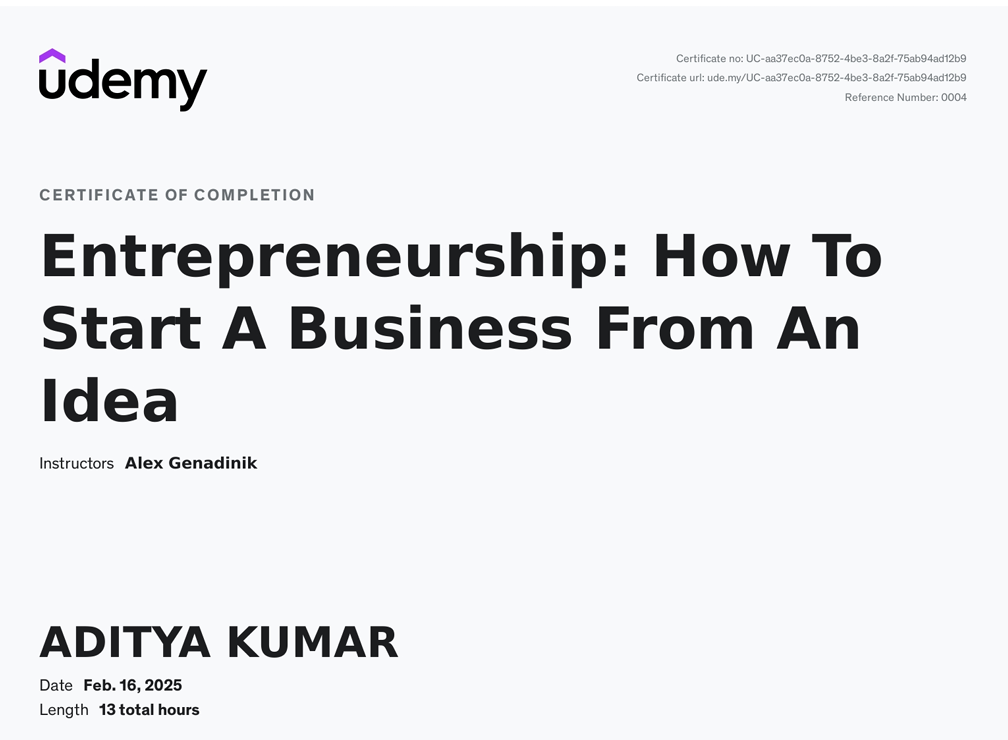 udemy
Certificate no: UC-aa37ec0a-8752-4be3-8a2f-75ab94ad12b9
Certificate url: ude.my/UC-aa37ec0a-8752-4be3-8a2f-75ab94ad12b9
Reference Number: 0004
CERTIFICATE OF COMPLETION
Entrepreneurship: How To
Start A Business From An
Idea
Instructors Alex Genadinik
ADITYA KUMAR
Date Feb. 16, 2025
Length 13 total hours